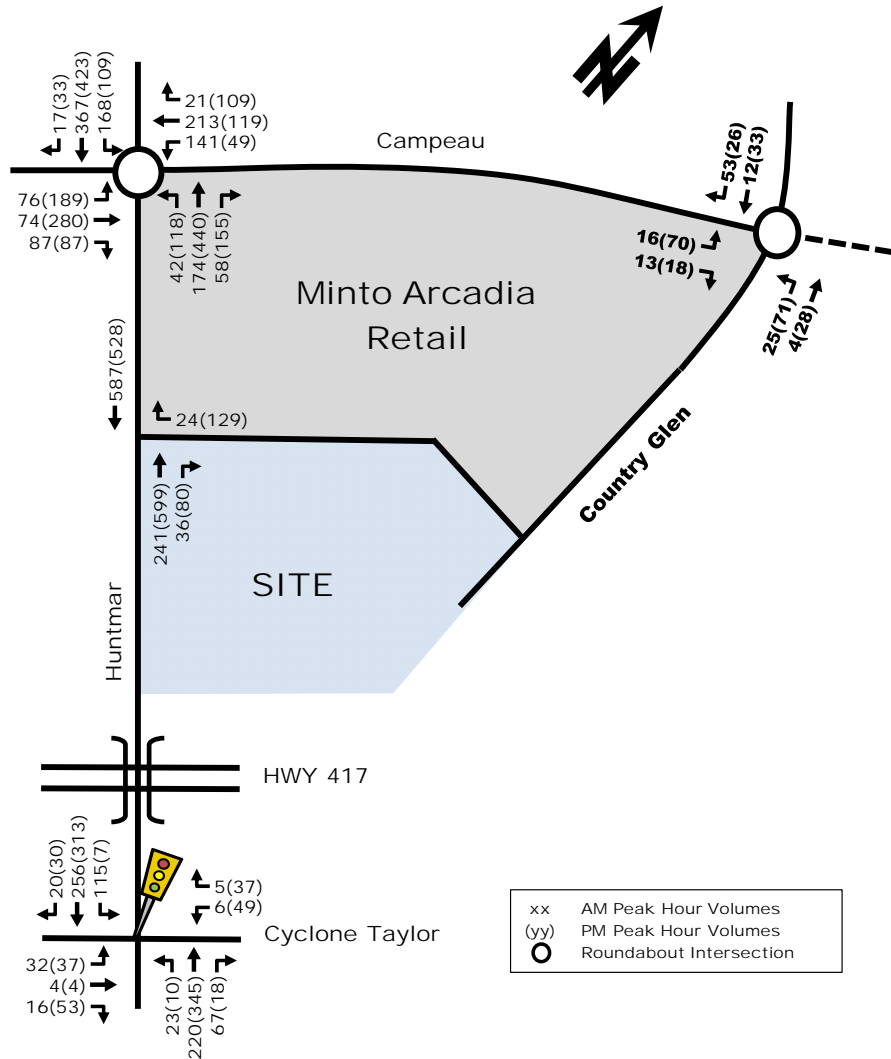 17(33)
367(423)
168(109)
21(109)
213(119)
141(49)
Campeau
53(26)
12(33)
76(189)
74(280)
87(87)
42(118)
174(440)
58(155)
16(70)
13(18)
25(71)
4(28)
Minto Arcadia
Retail
587(528)
24(129)
241(599)
36(80)
Country Glen
SITE
Huntmar
HWY 417
20(30)
256(313)
115(7)
5(37)
6(49)
Cyclone Taylor
32(37)
4(4)
16(53)
23(10)
220(345)
67(18)
xx AM Peak Hour Volumes
(yy) PM Peak Hour Volumes
Roundabout Intersection
N